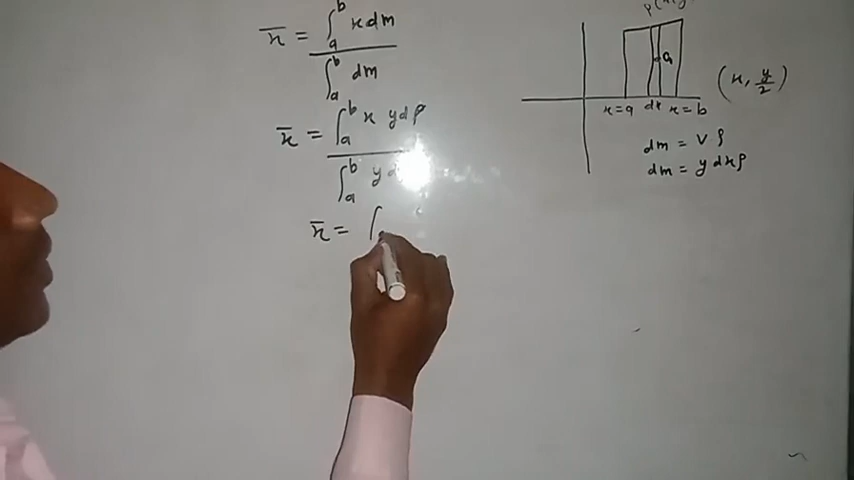 x̄ = ∫ₐᵇ x dm
∫ₐᵇ dm
x̄ = ∫ₐᵇ x y dρ
∫ₐᵇ y
x̄ = ∫
G
(x, y/2)
x=a dx x=b
dm = V ρ
dm = y dx ρ